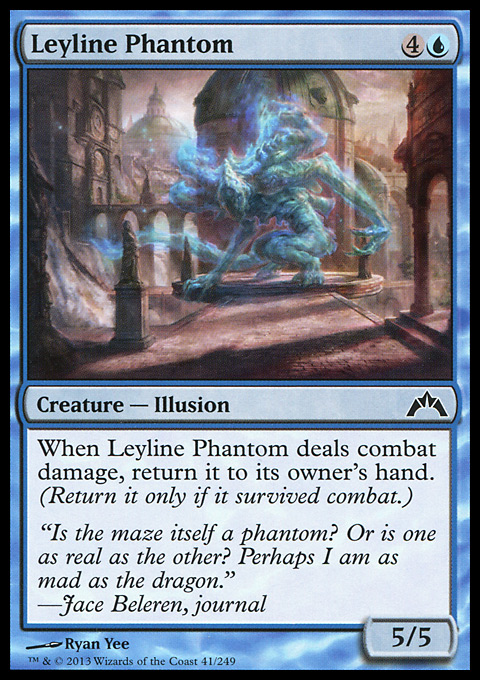 Leyline Phantom 4
Creature — Illusion
When Leyline Phantom deals combat
damage, return it to its owner's hand.
(Return it only if it survived combat.)
"Is the maze itself a phantom? Or is one
as real as the other? Perhaps I am as
mad as the dragon."
—Jace Beleren, journal
5/5
Ryan Yee
™ & © 2013 Wizards of the Coast 41/249